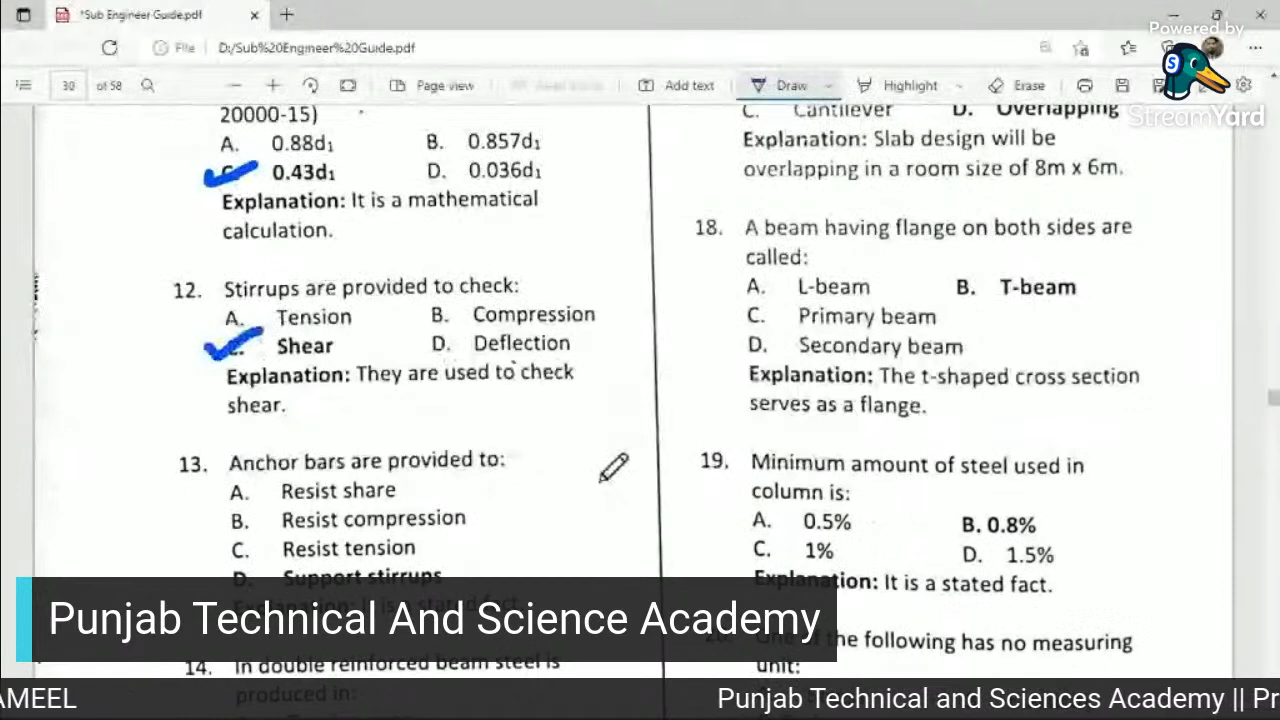 *Sub Engineer Guide.pdf
File D:/Sub%20Engineer%20Guide.pdf
Powered by
StreamYard
30 of 58 Page view Add text Draw Highlight Erase
20000-15)
A. 0.88d₁ B. 0.857d₁
0.43d₁ D. 0.036d₁
Explanation: It is a mathematical
calculation.
12. Stirrups are provided to check:
A. Tension B. Compression
Shear D. Deflection
Explanation: They are used to check
shear.
13. Anchor bars are provided to:
A. Resist share
B. Resist compression
C. Resist tension
D. Support stirrups
14. In double reinforced beam steel is
produced in:
C. Cantilever D. Overlapping
Explanation: Slab design will be
overlapping in a room size of 8m x 6m.
18. A beam having flange on both sides are
called:
A. L-beam B. T-beam
C. Primary beam
D. Secondary beam
Explanation: The t-shaped cross section
serves as a flange.
19. Minimum amount of steel used in
column is:
A. 0.5% B. 0.8%
C. 1% D. 1.5%
Explanation: It is a stated fact.
One of the following has no measuring
unit:
Punjab Technical And Science Academy
AMEEL Punjab Technical and Sciences Academy || Pr